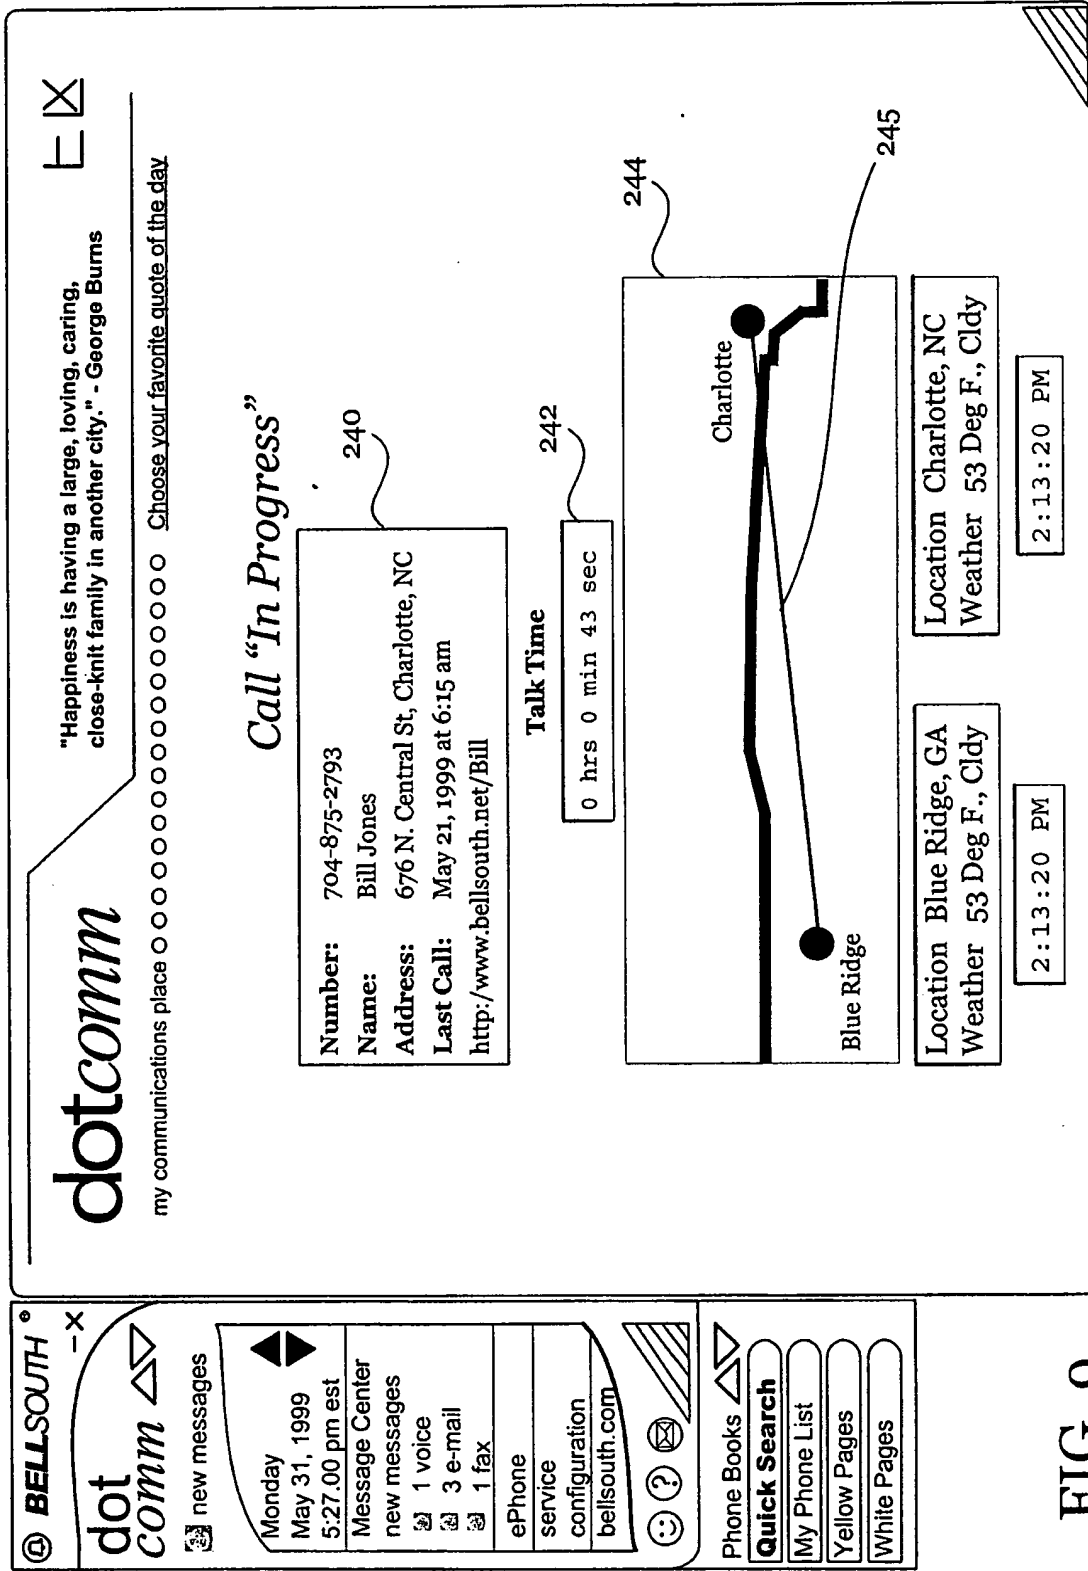 BELLSOUTH ®
– X
dot
comm
new messages
Monday
May 31, 1999
5:27.00 pm est
Message Center
new messages
1 voice
3 e-mail
1 fax
ePhone
service
configuration
bellsouth.com
?
Phone Books
Quick Search
My Phone List
Yellow Pages
White Pages
dotcomm
"Happiness is having a large, loving, caring,
close-knit family in another city." - George Burns
my communications place
Choose your favorite quote of the day
Call “In Progress”
Number: 704-875-2793
Name: Bill Jones
Address: 676 N. Central St, Charlotte, NC
Last Call: May 21, 1999 at 6:15 am
http:/www.bellsouth.net/Bill
240
Talk Time
242
0 hrs 0 min 43 sec
244
Charlotte
Blue Ridge
245
Location Blue Ridge, GA
Weather 53 Deg F., Cldy
2:13:20 PM
Location Charlotte, NC
Weather 53 Deg F., Cldy
2:13:20 PM
FIG